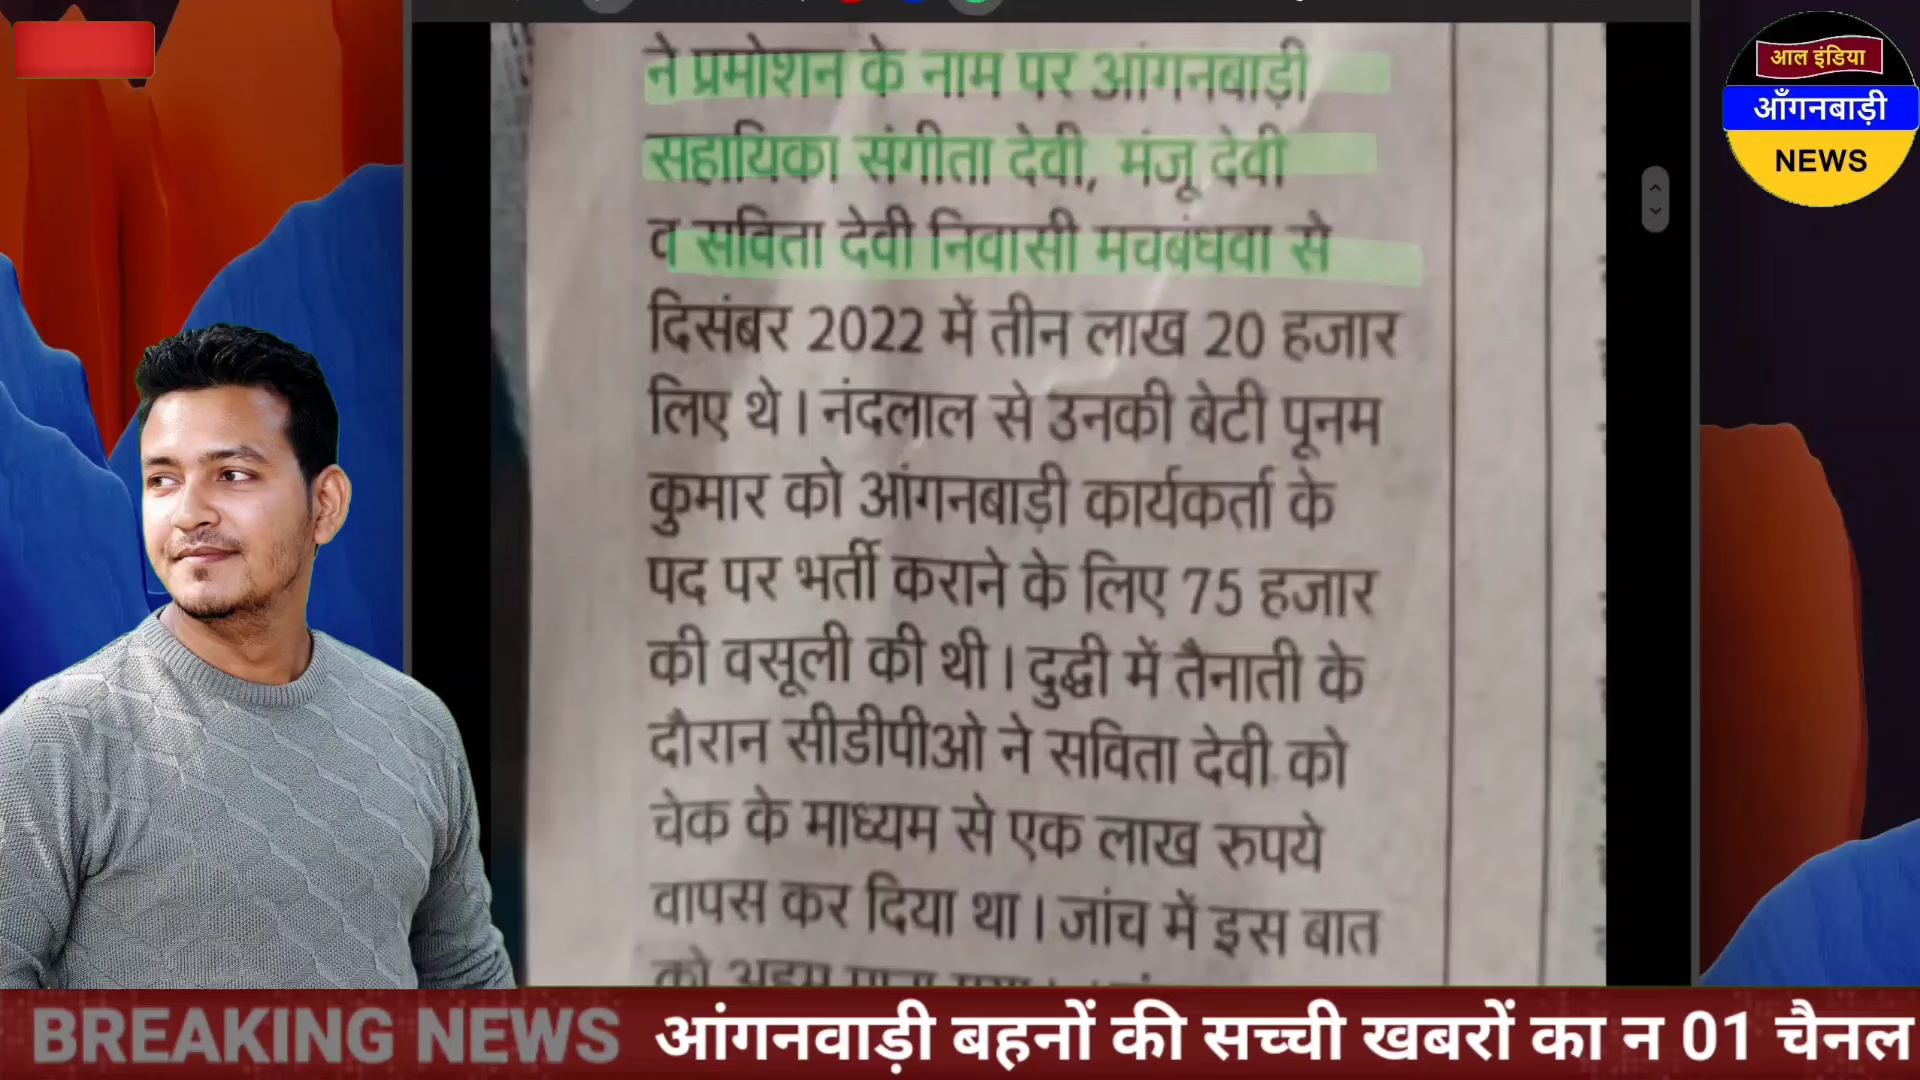 आल इंडिया
आँगनबाड़ी
NEWS
ने प्रमोशन के नाम पर आंगनबाड़ी
सहायिका संगीता देवी, मंजू देवी
व सविता देवी निवासी मचबंधवा से
दिसंबर 2022 में तीन लाख 20 हजार
लिए थे। नंदलाल से उनकी बेटी पूनम
कुमार को आंगनबाड़ी कार्यकर्ता के
पद पर भर्ती कराने के लिए 75 हजार
की वसूली की थी। दुद्धी में तैनाती के
दौरान सीडीपीओ ने सविता देवी को
चेक के माध्यम से एक लाख रुपये
वापस कर दिया था। जांच में इस बात
BREAKING NEWS आंगनवाड़ी बहनों की सच्ची खबरों का न 01 चैनल